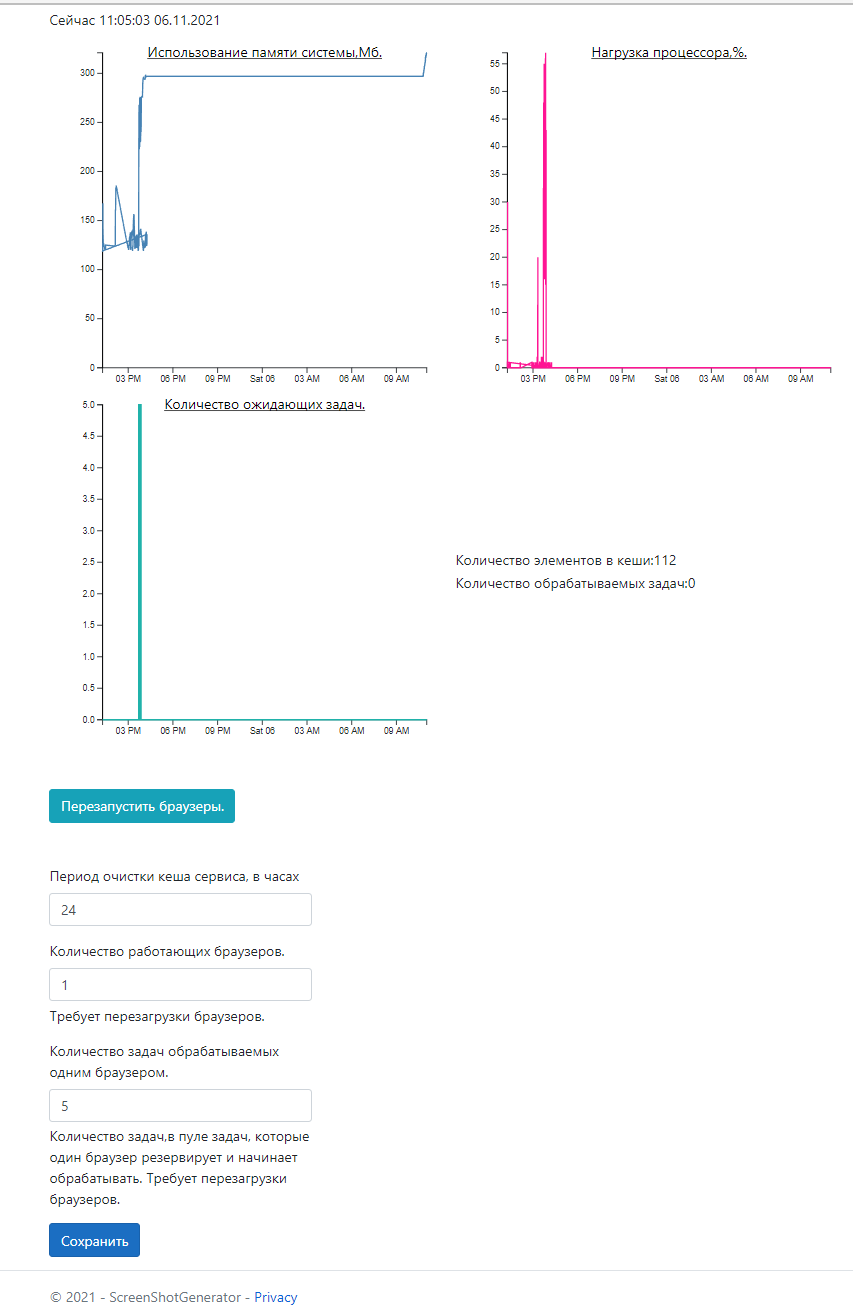 Сейчас 11:05:03 06.11.2021
Использование памяти системы,Мб.
300
250
200
150
100
50
0
03 PM 06 PM 09 PM Sat 06 03 AM 06 AM 09 AM
Нагрузка процессора,%.
55
50
45
40
35
30
25
20
15
10
5
0
03 PM 06 PM 09 PM Sat 06 03 AM 06 AM 09 AM
Количество ожидающих задач.
5.0
4.5
4.0
3.5
3.0
2.5
2.0
1.5
1.0
0.5
0.0
03 PM 06 PM 09 PM Sat 06 03 AM 06 AM 09 AM
Количество элементов в кеши:112
Количество обрабатываемых задач:0
Перезапустить браузеры.
Период очистки кеша сервиса, в часах
24
Количество работающих браузеров.
1
Требует перезагрузки браузеров.
Количество задач обрабатываемых
одним браузером.
5
Количество задач,в пуле задач, которые
один браузер резервирует и начинает
обрабатывать. Требует перезагрузки
браузеров.
Сохранить
© 2021 - ScreenShotGenerator - Privacy